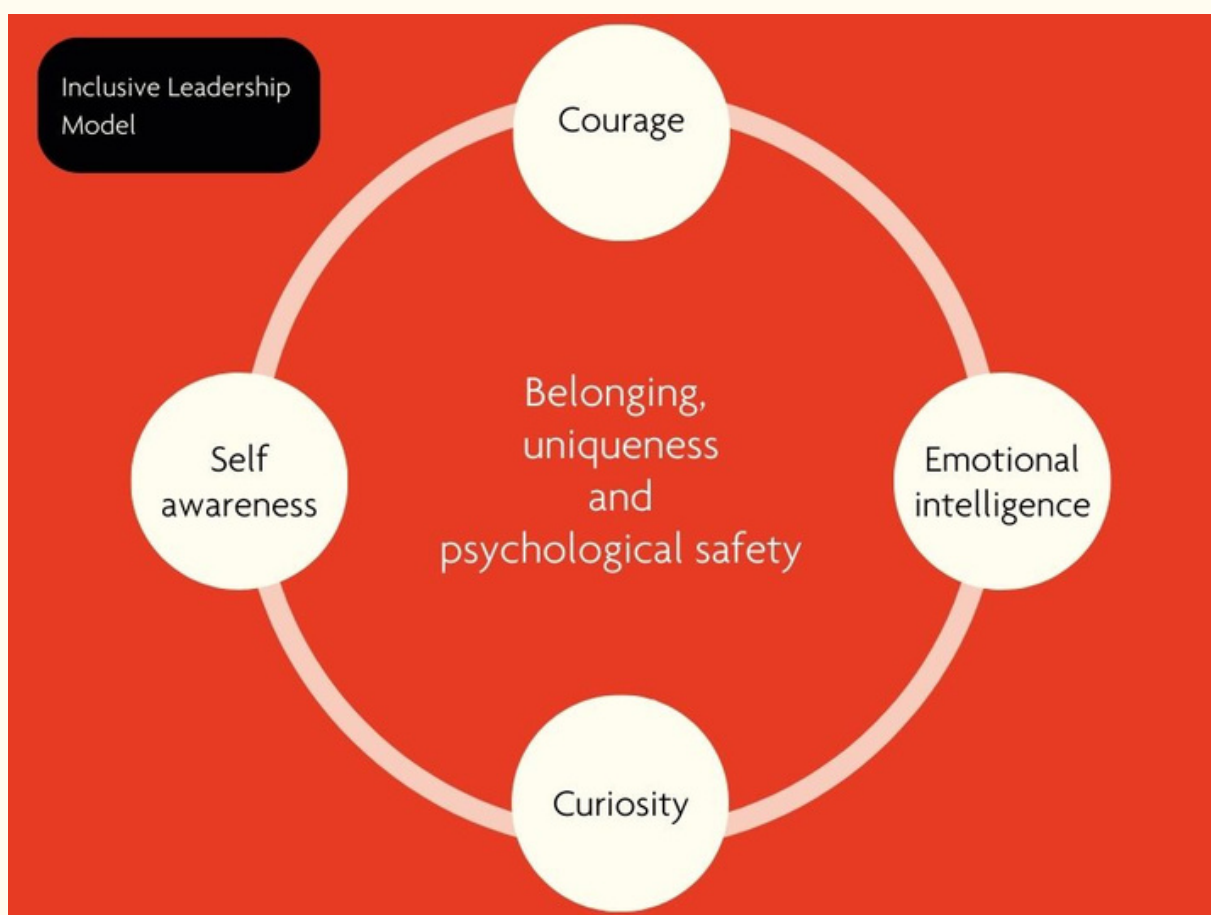 Inclusive Leadership
Model
Courage
Self
awareness
Belonging,
uniqueness
and
psychological safety
Emotional
intelligence
Curiosity